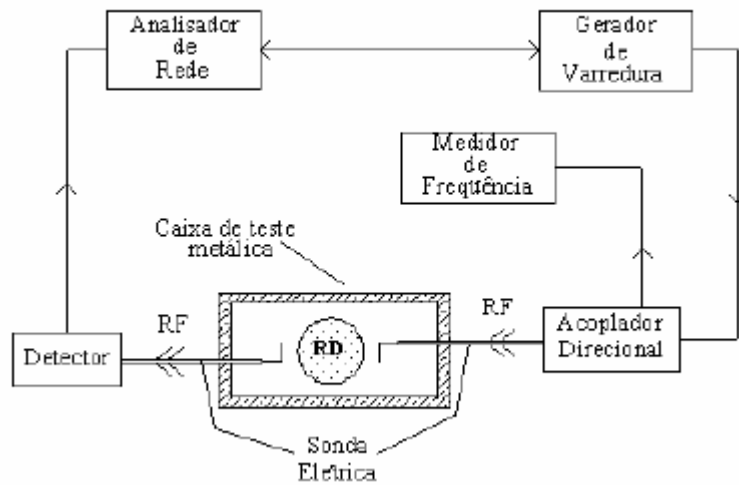 Analisador
de
Rede
Gerador
de
Varredura
Medidor
de
Freqüência
Caixa de teste
metálica
RF
RF
Detector
RD
Acoplador
Direcional
Sonda
Elétrica